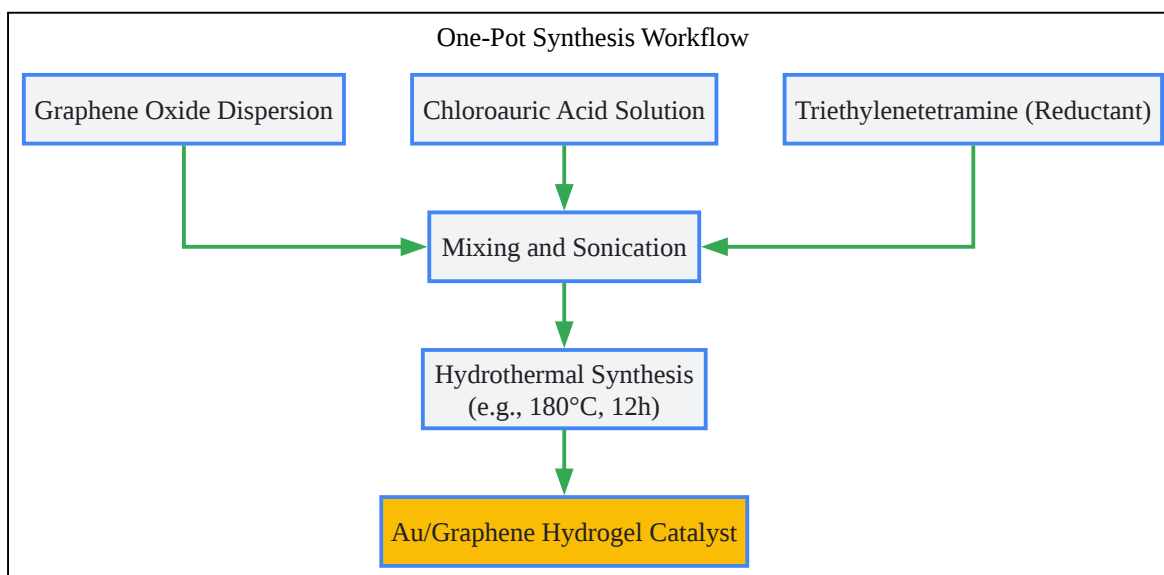 One-Pot Synthesis Workflow
Graphene Oxide Dispersion
Chloroauric Acid Solution
Triethylenetetramine (Reductant)
Mixing and Sonication
Hydrothermal Synthesis
(e.g., 180°C, 12h)
Au/Graphene Hydrogel Catalyst